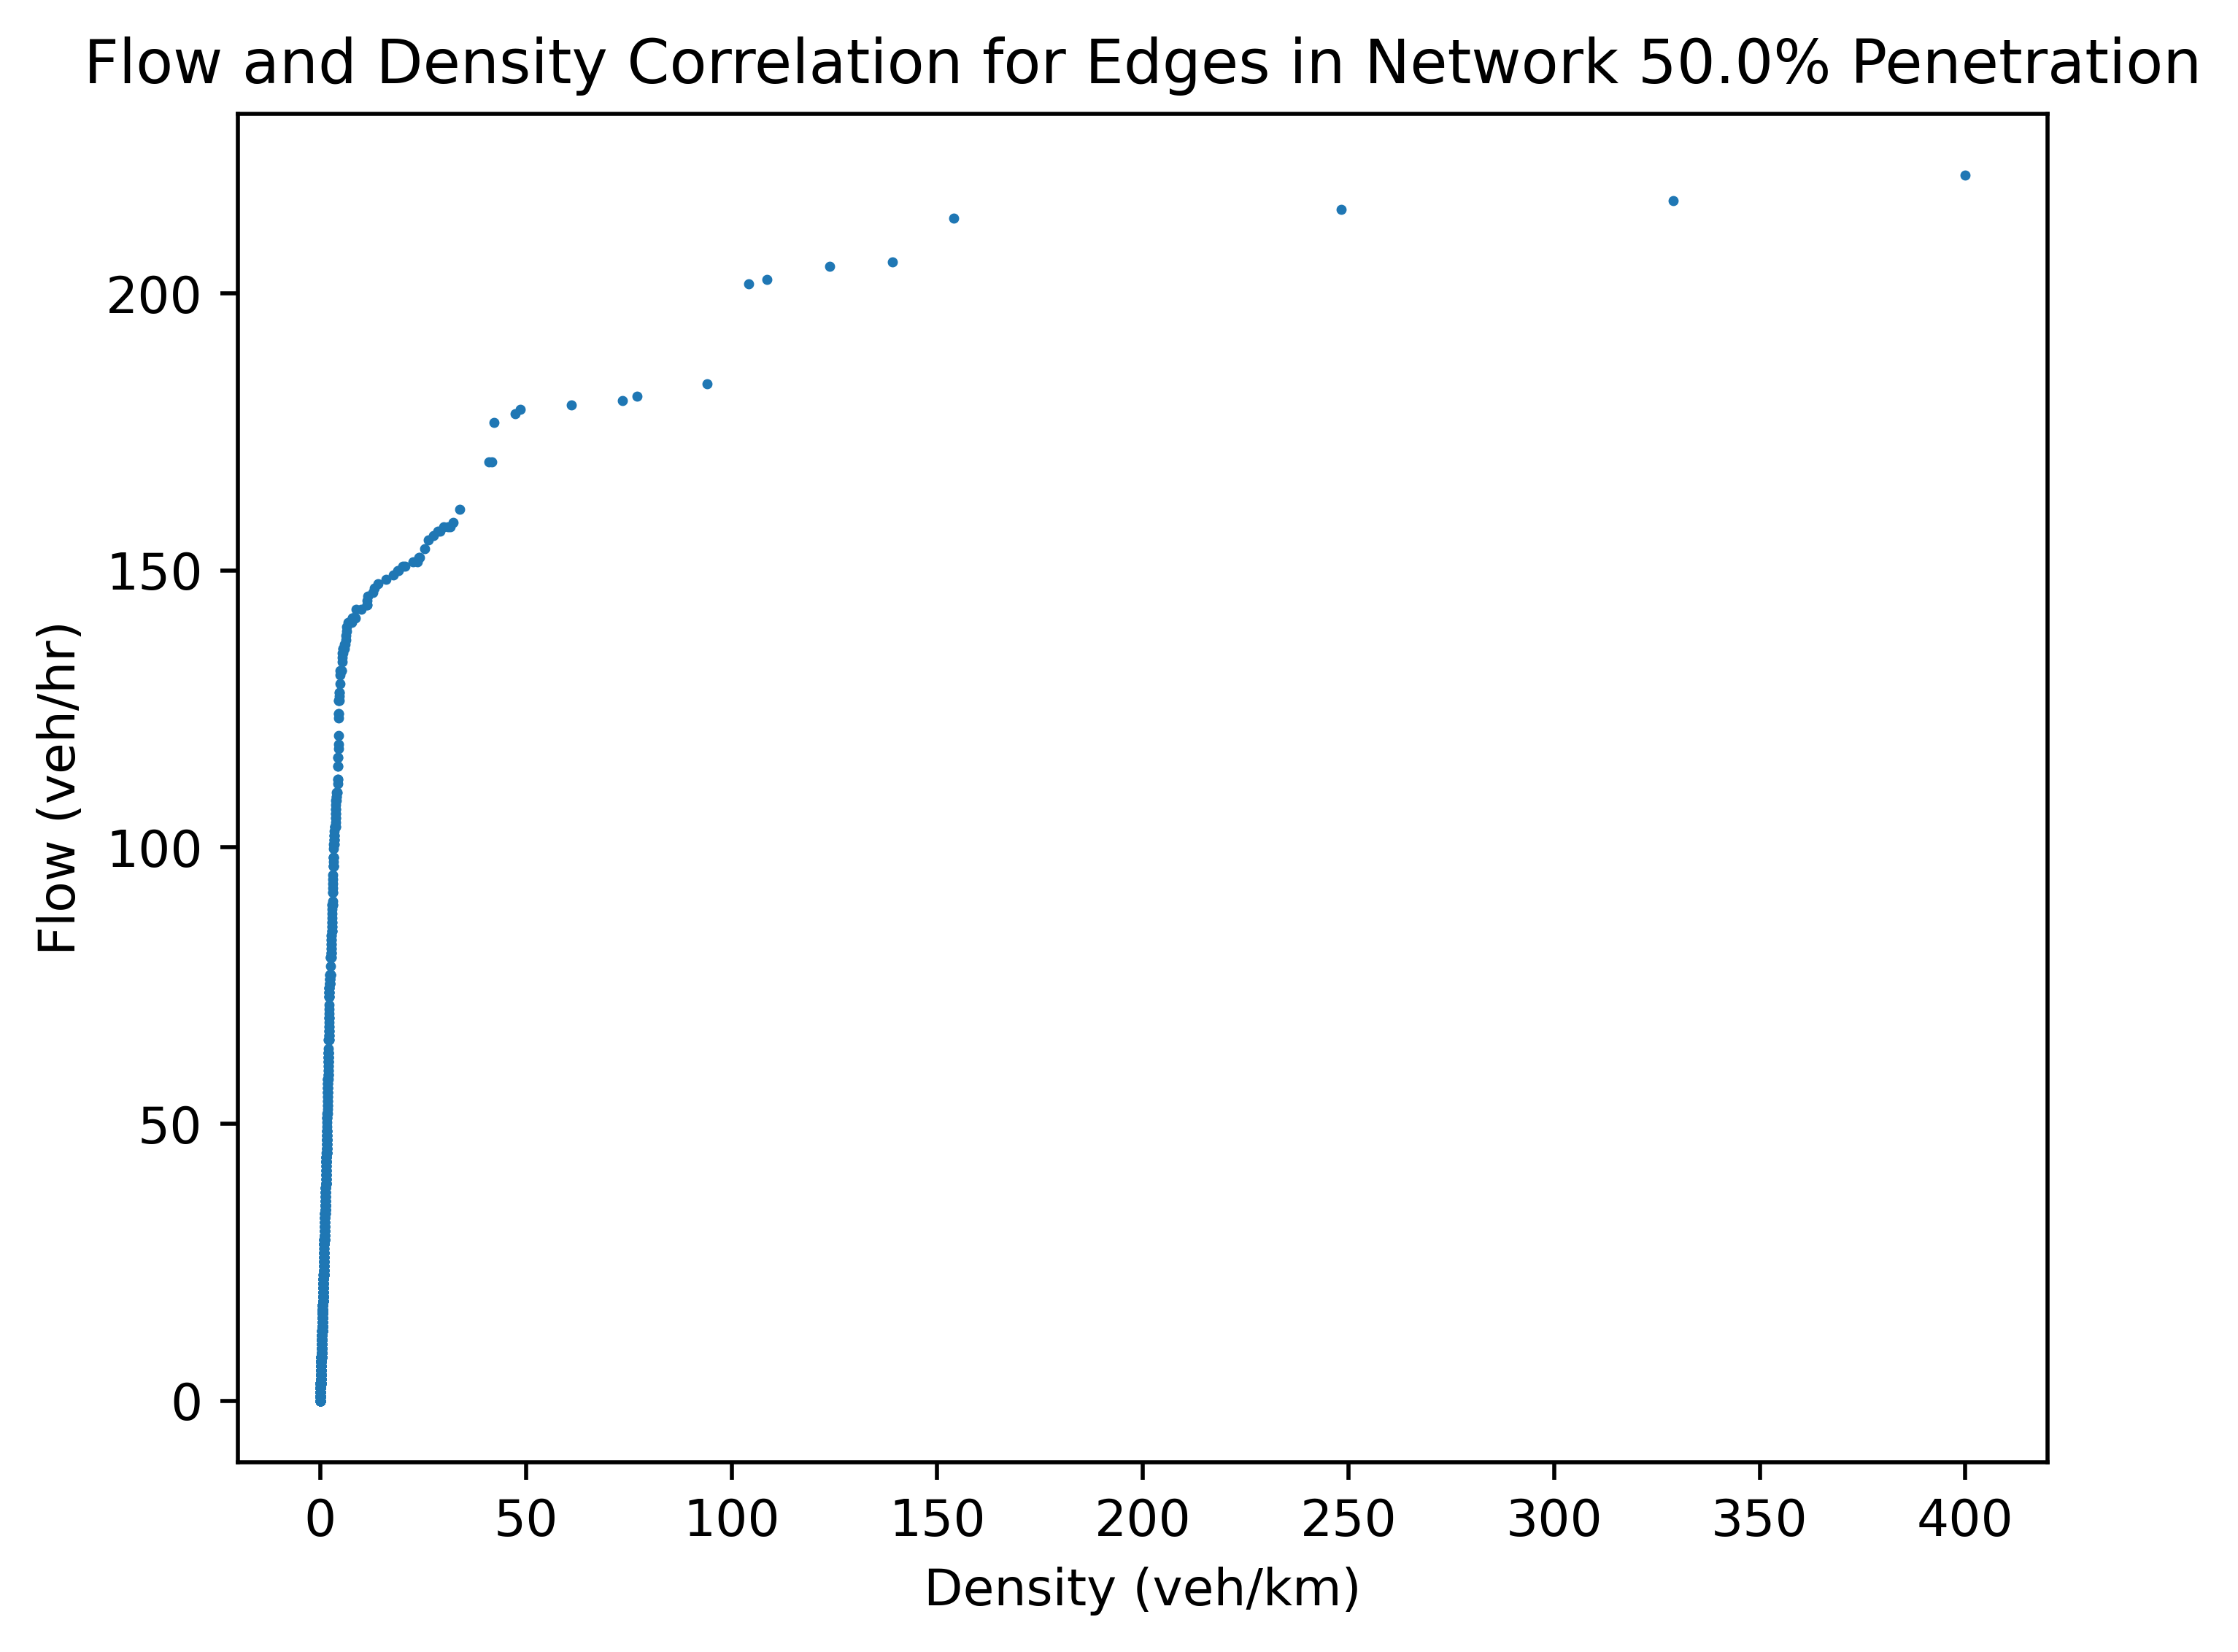 Flow and Density Correlation for Edges in Network 50.0% Penetration
200
150
100
50
0
Flow (veh/hr)
0 50 100 150 200 250 300 350 400
Density (veh/km)